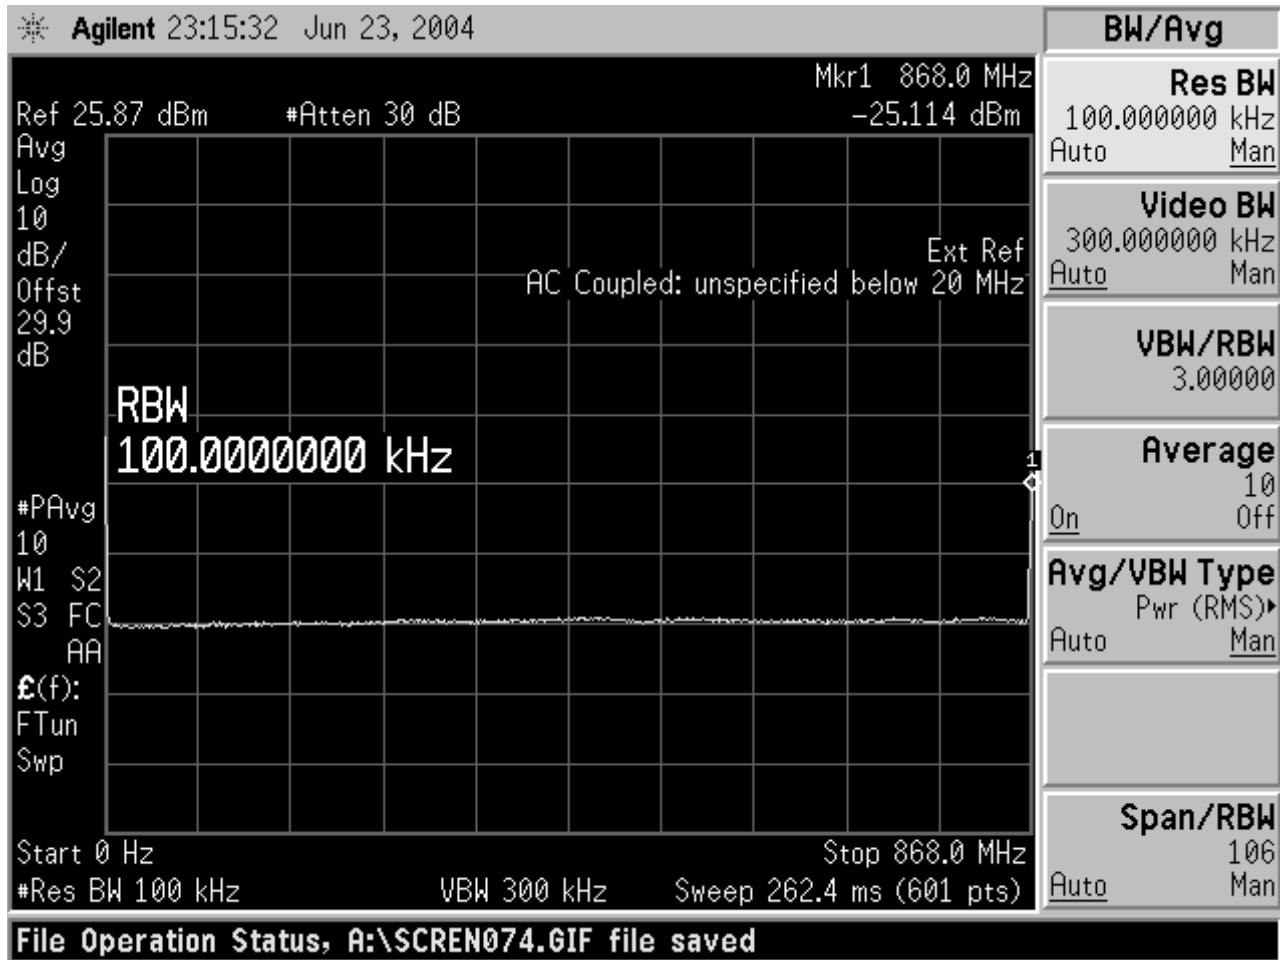 Agilent 23:15:32 Jun 23, 2004
BW/Avg
Mkr1 868.0 MHz
Ref 25.87 dBm #Atten 30 dB -25.114 dBm
Avg
Log
10
dB/
Offst
29.9
dB
Ext Ref
AC Coupled: unspecified below 20 MHz
RBW
100.0000000 kHz
1
#PAvg
10
W1 S2
S3 FC
AA
£(f):
FTun
Swp
Start 0 Hz Stop 868.0 MHz
#Res BW 100 kHz VBW 300 kHz Sweep 262.4 ms (601 pts)
Res BW
100.000000 kHz
Auto Man
Video BW
300.000000 kHz
Auto Man
VBW/RBW
3.00000
Average
10
On Off
Avg/VBW Type
Pwr (RMS)▸
Auto Man
Span/RBW
106
Auto Man
File Operation Status, A:\SCREN074.GIF file saved